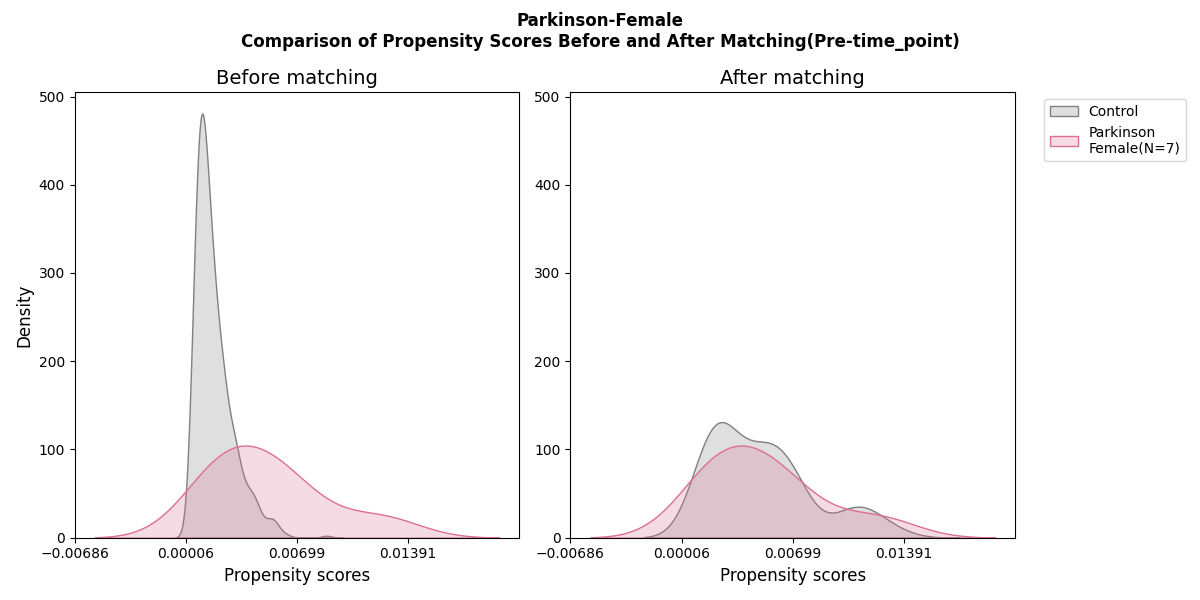 Parkinson-Female
Comparison of Propensity Scores Before and After Matching(Pre-time_point)
Before matching
After matching
500
400
300
200
100
0
Density
−0.00686
0.00006
0.00699
0.01391
Propensity scores
500
400
300
200
100
0
−0.00686
0.00006
0.00699
0.01391
Propensity scores
Control
Parkinson
Female(N=7)